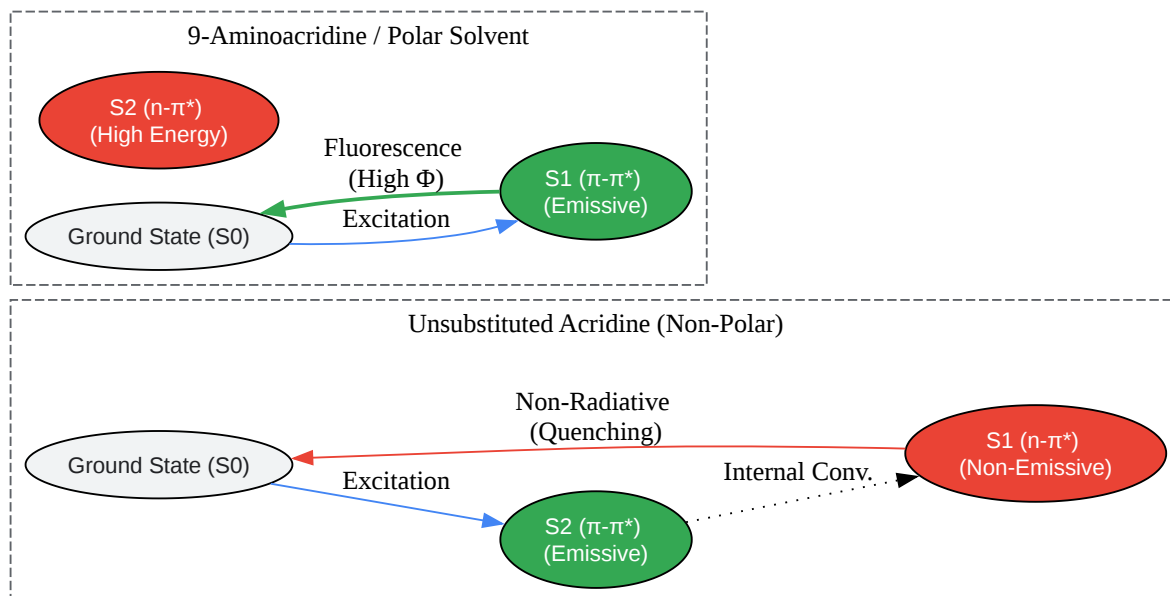 9-Aminoacridine / Polar Solvent
S2 (n-π*)
(High Energy)
Fluorescence
(High Φ)
S1 (π-π*)
(Emissive)
Excitation
Ground State (S0)
Unsubstituted Acridine (Non-Polar)
Non-Radiative
(Quenching)
S1 (n-π*)
(Non-Emissive)
Ground State (S0)
Excitation
Internal Conv.
S2 (π-π*)
(Emissive)